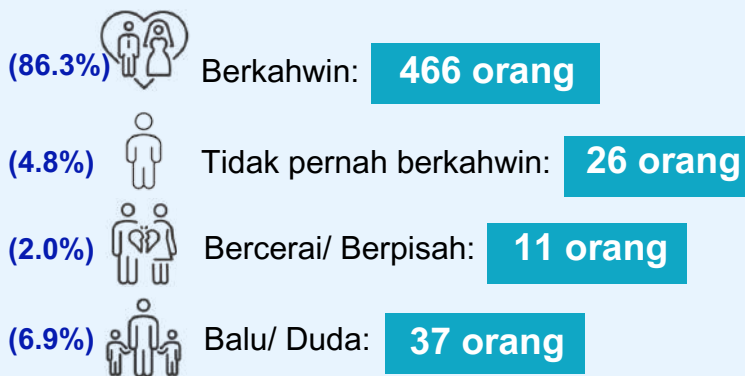 (86.3%) Berkahwin: 466 orang
(4.8%) Tidak pernah berkahwin: 26 orang
(2.0%) Bercerai/ Berpisah: 11 orang
(6.9%) Balu/ Duda: 37 orang